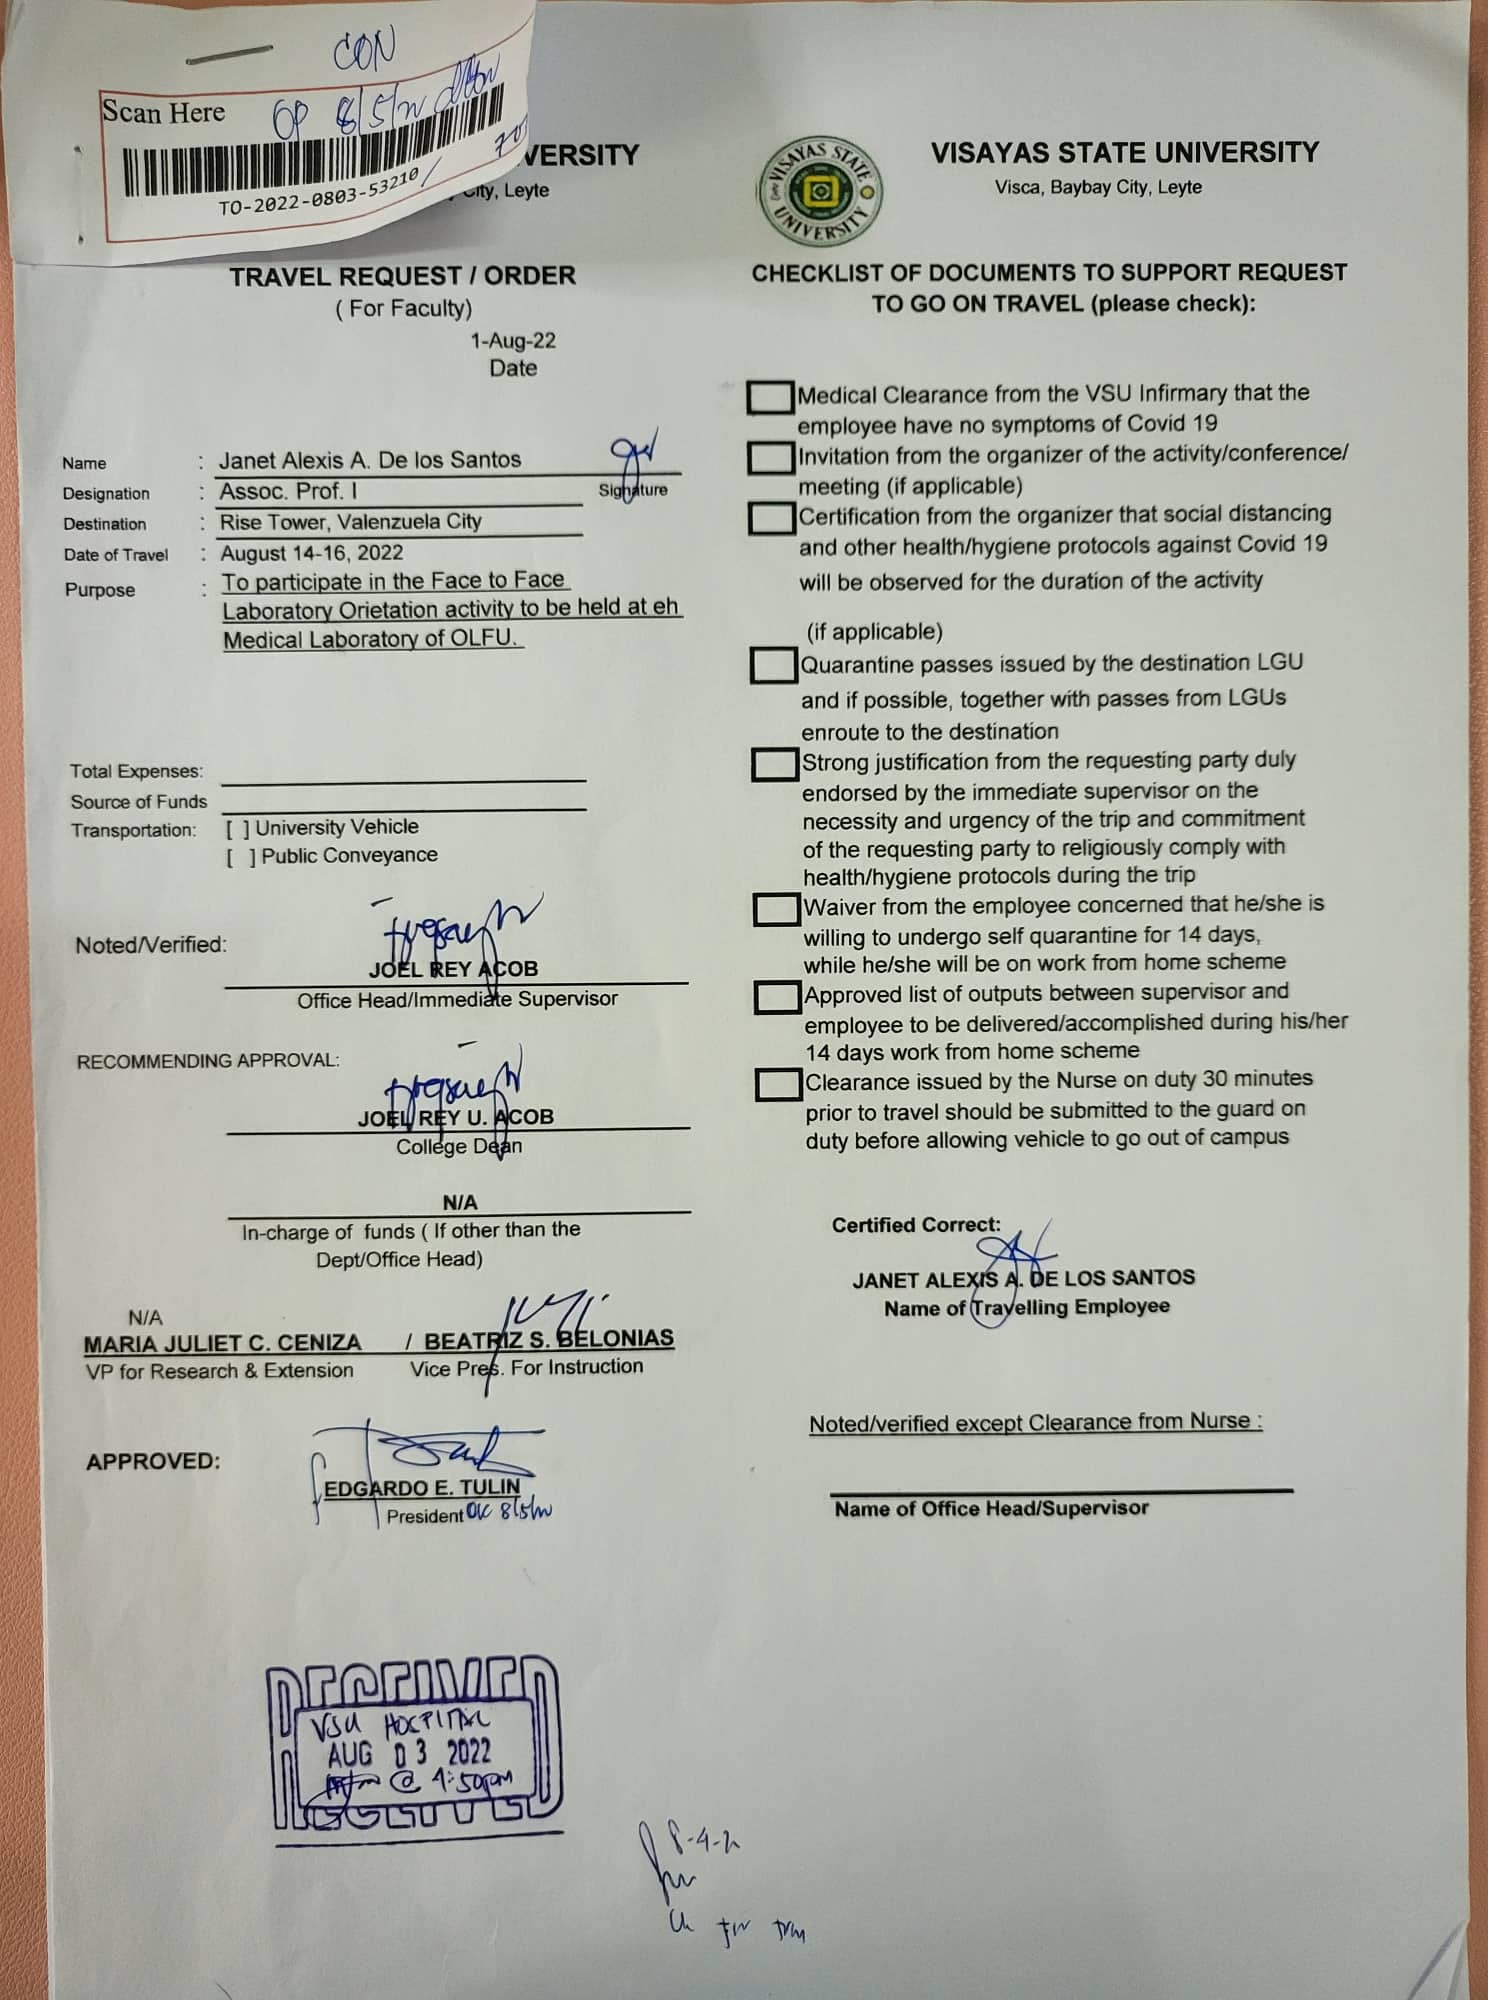 CON
Scan Here
OP 8/5/22
TO-2022-0803-53210
VERSITY
City, Leyte
TRAVEL REQUEST / ORDER
( For Faculty)
1-Aug-22
Date
Name : Janet Alexis A. De los Santos
Signature
Designation : Assoc. Prof. I
Destination : Rise Tower, Valenzuela City
Date of Travel : August 14-16, 2022
Purpose : To participate in the Face to Face
Laboratory Orietation activity to be held at eh
Medical Laboratory of OLFU.
Total Expenses:
Source of Funds
Transportation: [ ] University Vehicle
[ ] Public Conveyance
Noted/Verified:
JOEL REY ACOB
Office Head/Immediate Supervisor
RECOMMENDING APPROVAL:
JOEL REY U. ACOB
College Dean
N/A
In-charge of funds ( If other than the
Dept/Office Head)
N/A
MARIA JULIET C. CENIZA / BEATRIZ S. BELONIAS
VP for Research & Extension Vice Pres. For Instruction
APPROVED:
EDGARDO E. TULIN
President
RECEIVED
VSU HOSPITAL
AUG 03 2022
@ 4:50pm
RECEIVED
VISAYAS STATE UNIVERSITY
VISAYAS STATE UNIVERSITY
Visca, Baybay City, Leyte
CHECKLIST OF DOCUMENTS TO SUPPORT REQUEST
TO GO ON TRAVEL (please check):
Medical Clearance from the VSU Infirmary that the
employee have no symptoms of Covid 19
Invitation from the organizer of the activity/conference/
meeting (if applicable)
Certification from the organizer that social distancing
and other health/hygiene protocols against Covid 19
will be observed for the duration of the activity
(if applicable)
Quarantine passes issued by the destination LGU
and if possible, together with passes from LGUs
enroute to the destination
Strong justification from the requesting party duly
endorsed by the immediate supervisor on the
necessity and urgency of the trip and commitment
of the requesting party to religiously comply with
health/hygiene protocols during the trip
Waiver from the employee concerned that he/she is
willing to undergo self quarantine for 14 days,
while he/she will be on work from home scheme
Approved list of outputs between supervisor and
employee to be delivered/accomplished during his/her
14 days work from home scheme
Clearance issued by the Nurse on duty 30 minutes
prior to travel should be submitted to the guard on
duty before allowing vehicle to go out of campus
Certified Correct:
JANET ALEXIS A. DE LOS SANTOS
Name of Travelling Employee
Noted/verified except Clearance from Nurse :
Name of Office Head/Supervisor